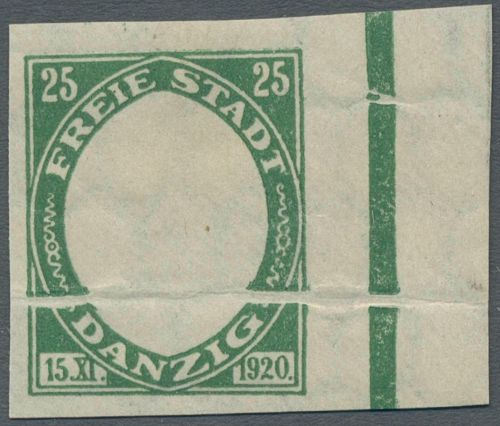 25 25
FREIE STADT
DANZIG
15.XI. 1920.